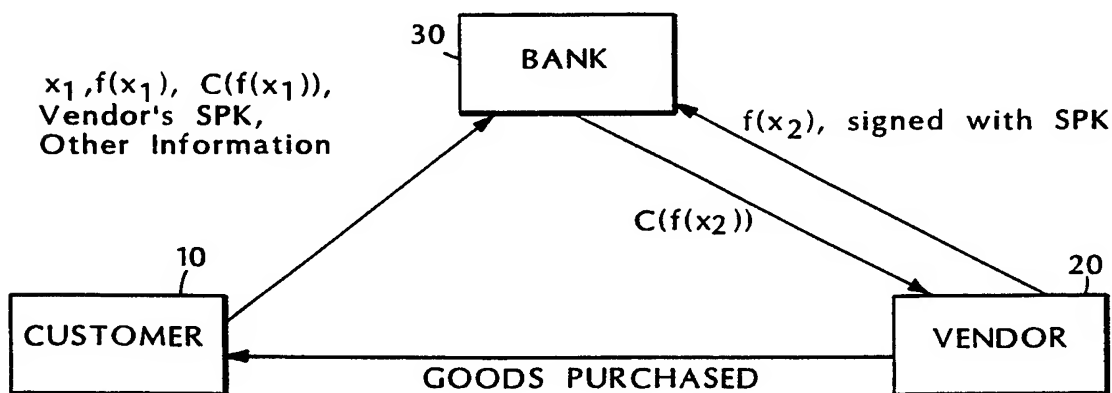 30
BANK
x₁,f(x₁), C(f(x₁)),
Vendor's SPK,
Other Information
f(x₂), signed with SPK
C(f(x₂))
10
CUSTOMER
20
VENDOR
GOODS PURCHASED